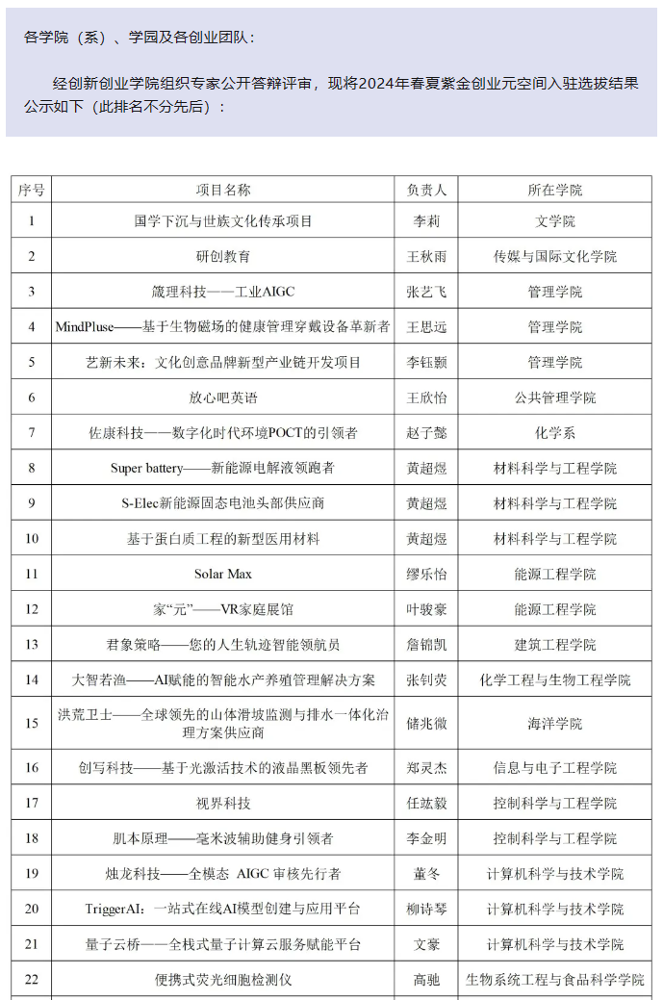 各学院（系）、学园及各创业团队：
经创新创业学院组织专家公开答辩评审，现将2024年春夏紫金创业元空间入驻选拔结果
公示如下（此排名不分先后）：
序号 项目名称 负责人 所在学院
1 国学下沉与世族文化传承项目 李莉 文学院
2 研创教育 王秋雨 传媒与国际文化学院
3 箴理科技——工业AIGC 张艺飞 管理学院
4 MindPluse——基于生物磁场的健康管理穿戴设备革新者 王思远 管理学院
5 艺新未来：文化创意品牌新型产业链开发项目 李钰颢 管理学院
6 放心吧英语 王欣怡 公共管理学院
7 佐康科技——数字化时代环境POCT的引领者 赵子懿 化学系
8 Super battery——新能源电解液领跑者 黄超煜 材料科学与工程学院
9 S-Elec新能源固态电池头部供应商 黄超煜 材料科学与工程学院
10 基于蛋白质工程的新型医用材料 黄超煜 材料科学与工程学院
11 Solar Max 缪乐怡 能源工程学院
12 家“元”——VR家庭展馆 叶骏豪 能源工程学院
13 君象策略——您的人生轨迹智能领航员 詹锦凯 建筑工程学院
14 大智若渔——AI赋能的智能水产养殖管理解决方案 张钊荧 化学工程与生物工程学院
15 洪荒卫士——全球领先的山体滑坡监测与排水一体化治
理方案供应商 储兆微 海洋学院
16 创写科技——基于光激活技术的液晶黑板领先者 郑灵杰 信息与电子工程学院
17 视界科技 任竑毅 控制科学与工程学院
18 肌本原理——毫米波辅助健身引领者 李金明 控制科学与工程学院
19 烛龙科技——全模态 AIGC 审核先行者 董冬 计算机科学与技术学院
20 TriggerAI：一站式在线AI模型创建与应用平台 柳诗琴 计算机科学与技术学院
21 量子云桥——全栈式量子计算云服务赋能平台 文豪 计算机科学与技术学院
22 便携式荧光细胞检测仪 高驰 生物系统工程与食品科学学院